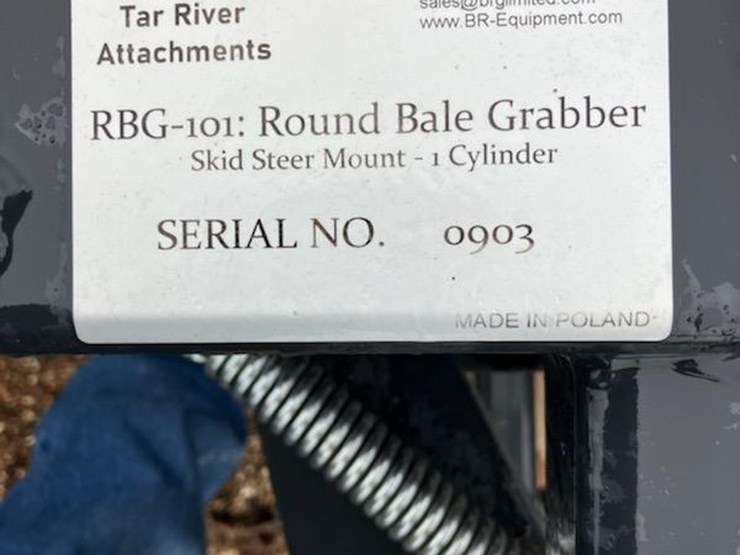 Tar River
Attachments
www.BR-Equipment.com
RBG-101: Round Bale Grabber
Skid Steer Mount - 1 Cylinder
SERIAL NO. 0903
MADE IN POLAND